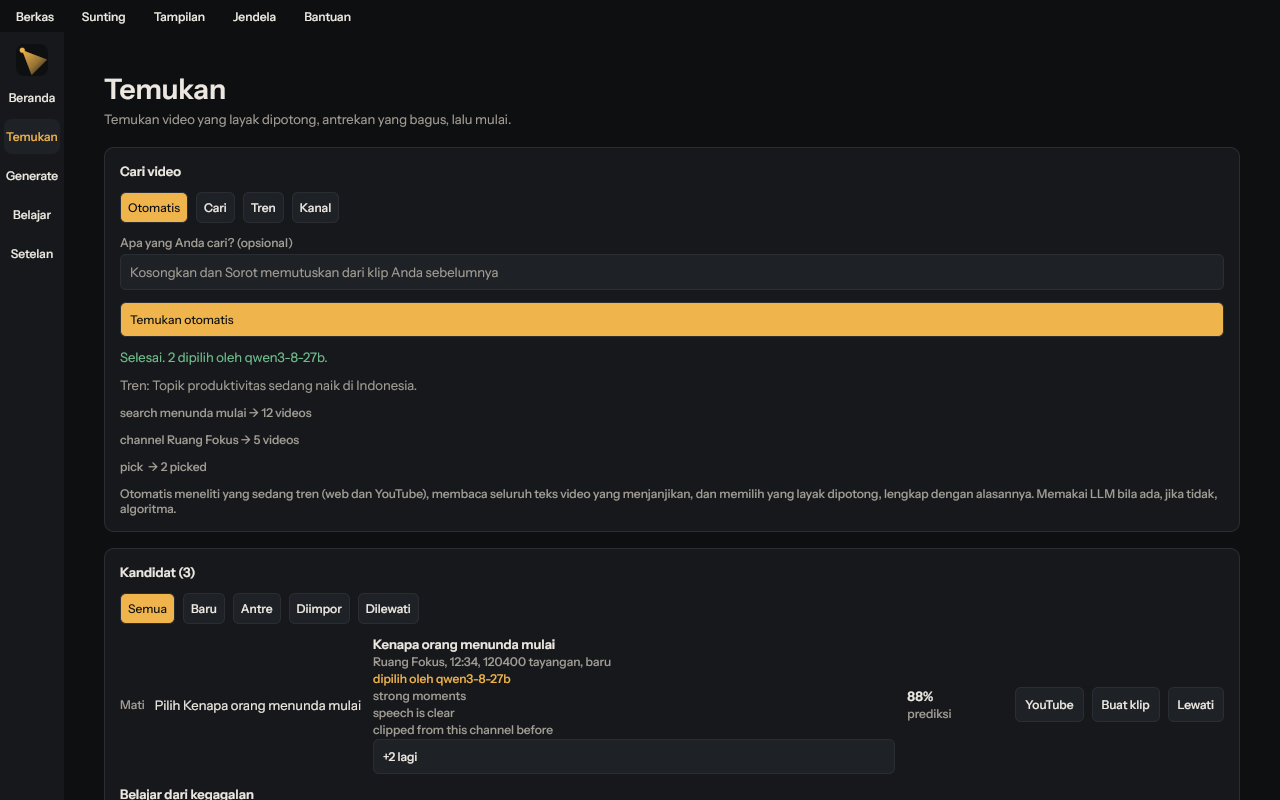 Berkas Sunting Tampilan Jendela Bantuan
Beranda
Temukan
Generate
Belajar
Setelan
Temukan
Temukan video yang layak dipotong, antrekan yang bagus, lalu mulai.
Cari video
Otomatis Cari Tren Kanal
Apa yang Anda cari? (opsional)
Kosongkan dan Sorot memutuskan dari klip Anda sebelumnya
Temukan otomatis
Selesai. 2 dipilih oleh qwen3-8-27b.
Tren: Topik produktivitas sedang naik di Indonesia.
search menunda mulai → 12 videos
channel Ruang Fokus → 5 videos
pick → 2 picked
Otomatis meneliti yang sedang tren (web dan YouTube), membaca seluruh teks video yang menjanjikan, dan memilih yang layak dipotong, lengkap dengan alasannya. Memakai LLM bila ada, jika tidak,
algoritma.
Kandidat (3)
Semua Baru Antre Diimpor Dilewati
Mati Pilih Kenapa orang menunda mulai
Kenapa orang menunda mulai
Ruang Fokus, 12:34, 120400 tayangan, baru
dipilih oleh qwen3-8-27b
strong moments
speech is clear
clipped from this channel before
+2 lagi
88%
prediksi
YouTube Buat klip Lewati
Belajar dari kegagalan